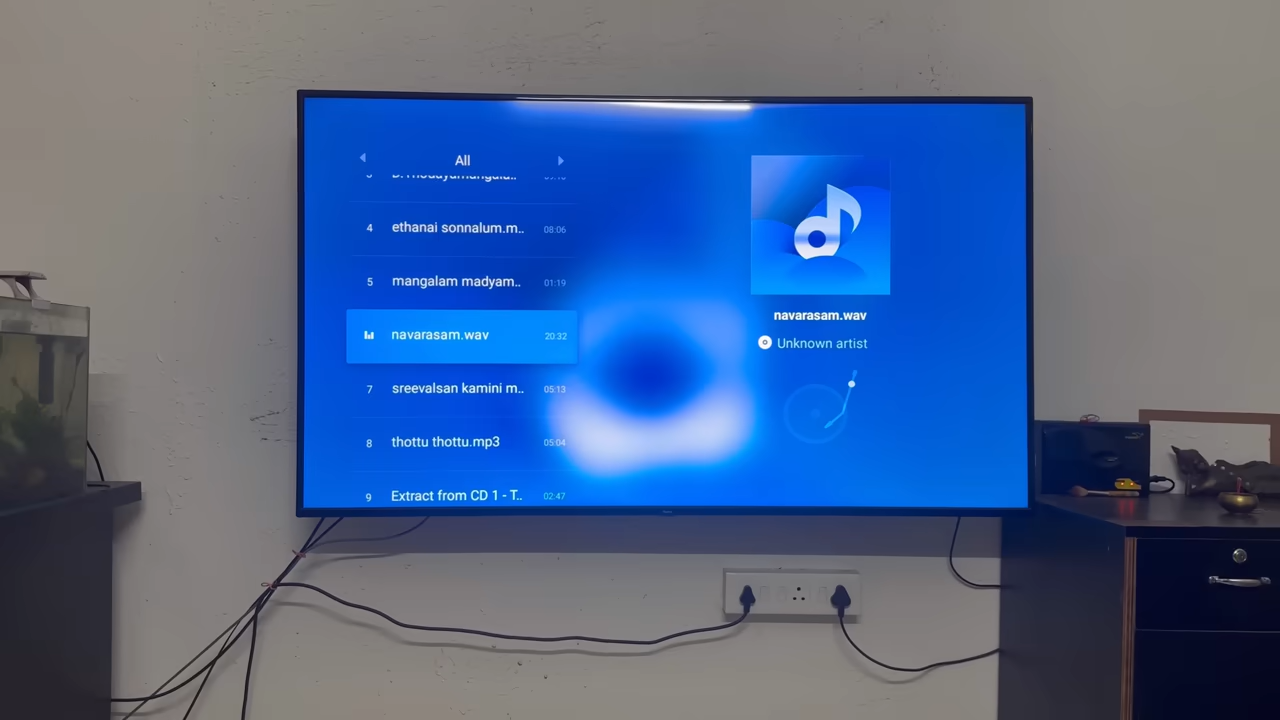 All
4 ethanai sonnalum.m.. 08:06
5 mangalam madyam.. 01:19
navarasam.wav 20:32
7 sreevalsan kamini m.. 05:13
8 thottu thottu.mp3 05:04
9 Extract from CD 1 - T.. 02:47
navarasam.wav
Unknown artist